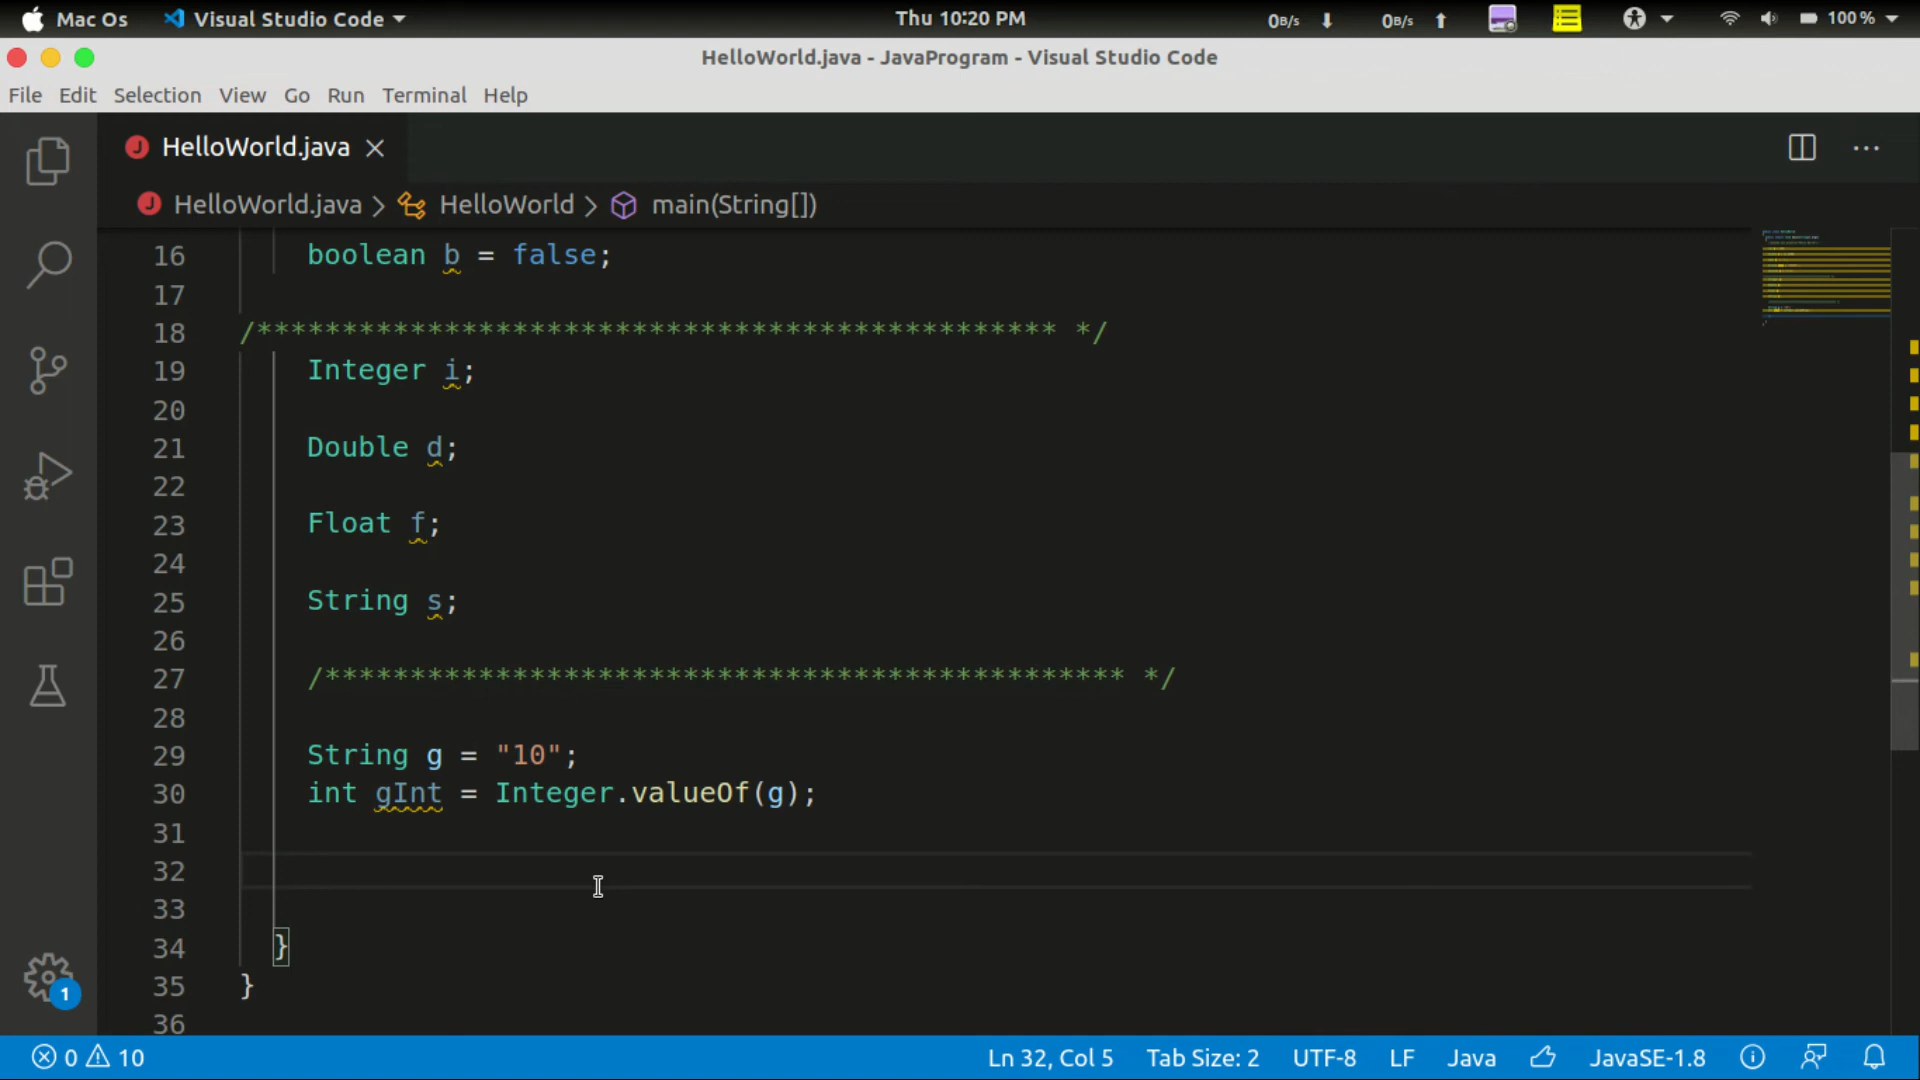 Mac Os Visual Studio Code Thu 10:20 PM 0B/s 0B/s 100 %
HelloWorld.java - JavaProgram - Visual Studio Code
File Edit Selection View Go Run Terminal Help
J HelloWorld.java
J HelloWorld.java > HelloWorld > main(String[])
16 boolean b = false;
17
18 /*********************************************** */
19 Integer i;
20
21 Double d;
22
23 Float f;
24
25 String s;
26
27 /*********************************************** */
28
29 String g = "10";
30 int gInt = Integer.valueOf(g);
31
32
33
34 }
35 }
36
1
0 10 Ln 32, Col 5 Tab Size: 2 UTF-8 LF Java JavaSE-1.8